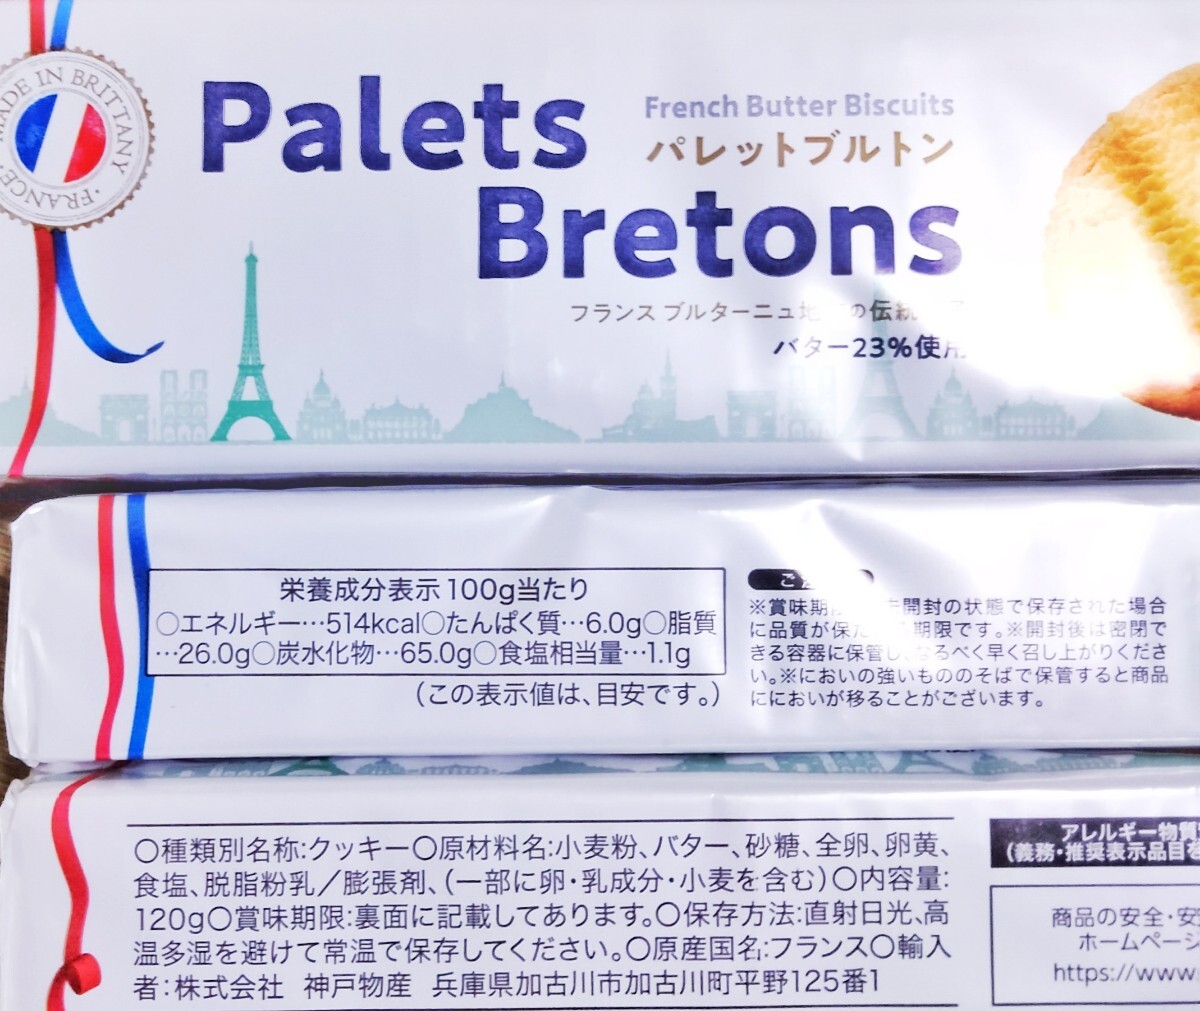 MADE IN BRITTANY
・FRANCE・
Palets
Bretons
French Butter Biscuits
パレットブルトン
フランス ブルターニュ地 の伝統
バター23%使用
栄養成分表示100g当たり
○エネルギー…514kcal○たんぱく質…6.0g○脂質
…26.0g○炭水化物…65.0g○食塩相当量…1.1g
(この表示値は、目安です。)
※賞味期 開封の状態で保存された場合
に品質が保た 期限です。※開封後は密閉で
きる容器に保管し、なるべく早く召し上がりくださ
い。※においの強いもののそばで保管すると商品
ににおいが移ることがございます。
○種類別名称:クッキー○原材料名:小麦粉、バター、砂糖、全卵、卵黄、
食塩、脱脂粉乳/膨張剤、(一部に卵・乳成分・小麦を含む)○内容量:
120g○賞味期限:裏面に記載してあります。○保存方法:直射日光、高
温多湿を避けて常温で保存してください。○原産国名:フランス○輸入
者:株式会社 神戸物産 兵庫県加古川市加古川町平野125番1
アレルギー物質
(義務・推奨表示品目を
商品の安全・安
ホームページ
https://www